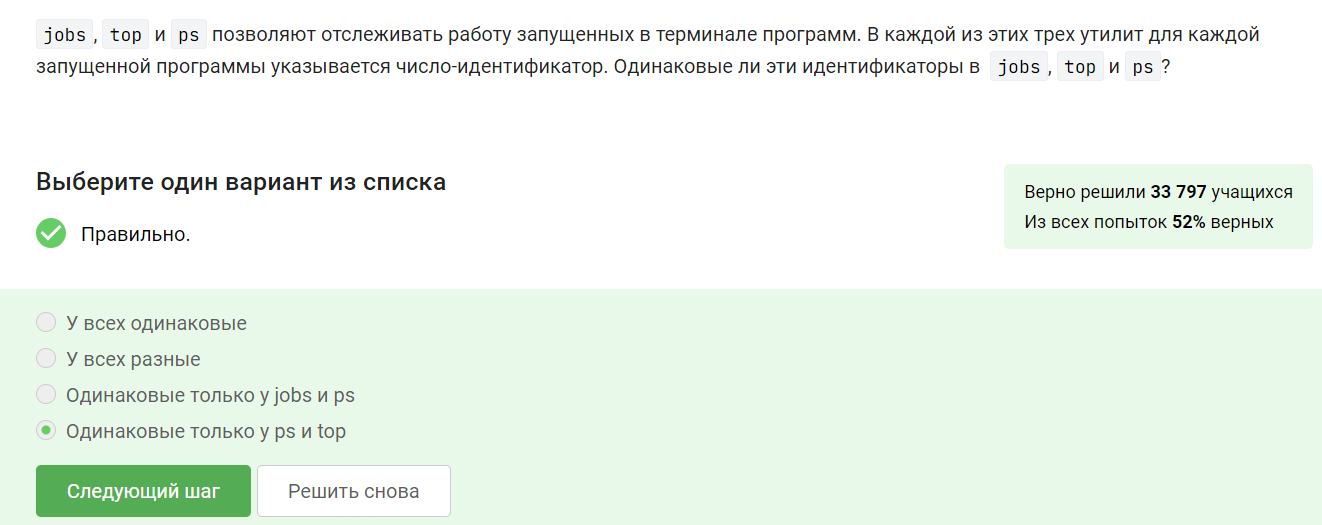 jobs, top и ps позволяют отслеживать работу запущенных в терминале программ. В каждой из этих трех утилит для каждой
запущенной программы указывается число-идентификатор. Одинаковые ли эти идентификаторы в jobs, top и ps?
Выберите один вариант из списка
Правильно.
Верно решили 33 797 учащихся
Из всех попыток 52% верных
У всех одинаковые
У всех разные
Одинаковые только у jobs и ps
Одинаковые только у ps и top
Следующий шаг
Решить снова